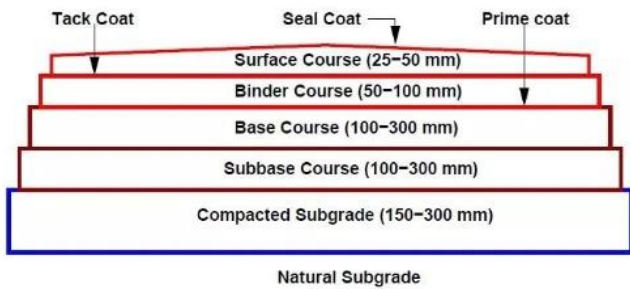 Tack Coat Seal Coat Prime coat
Surface Course (25−50 mm)
Binder Course (50−100 mm)
Base Course (100−300 mm)
Subbase Course (100−300 mm)
Compacted Subgrade (150−300 mm)
Natural Subgrade